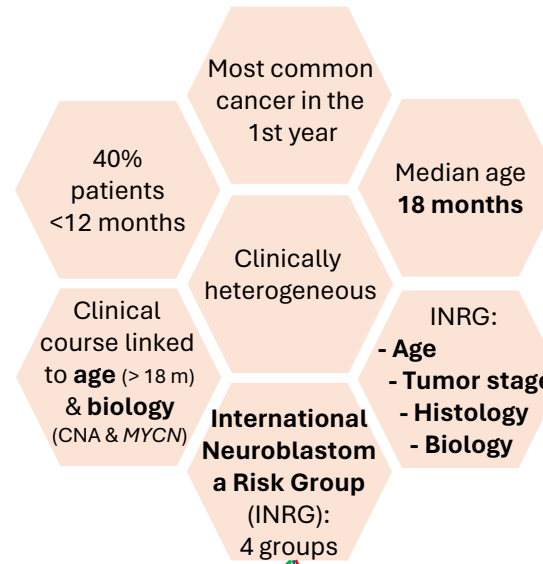 Most common
cancer in the
1st year
40%
patients
<12 months
Median age
18 months
Clinically
heterogeneous
Clinical
course linked
to age (> 18 m)
& biology
(CNA & MYCN)
INRG:
- Age
- Tumor stage
- Histology
- Biology
International
Neuroblastom
a Risk Group
(INRG):
4 groups